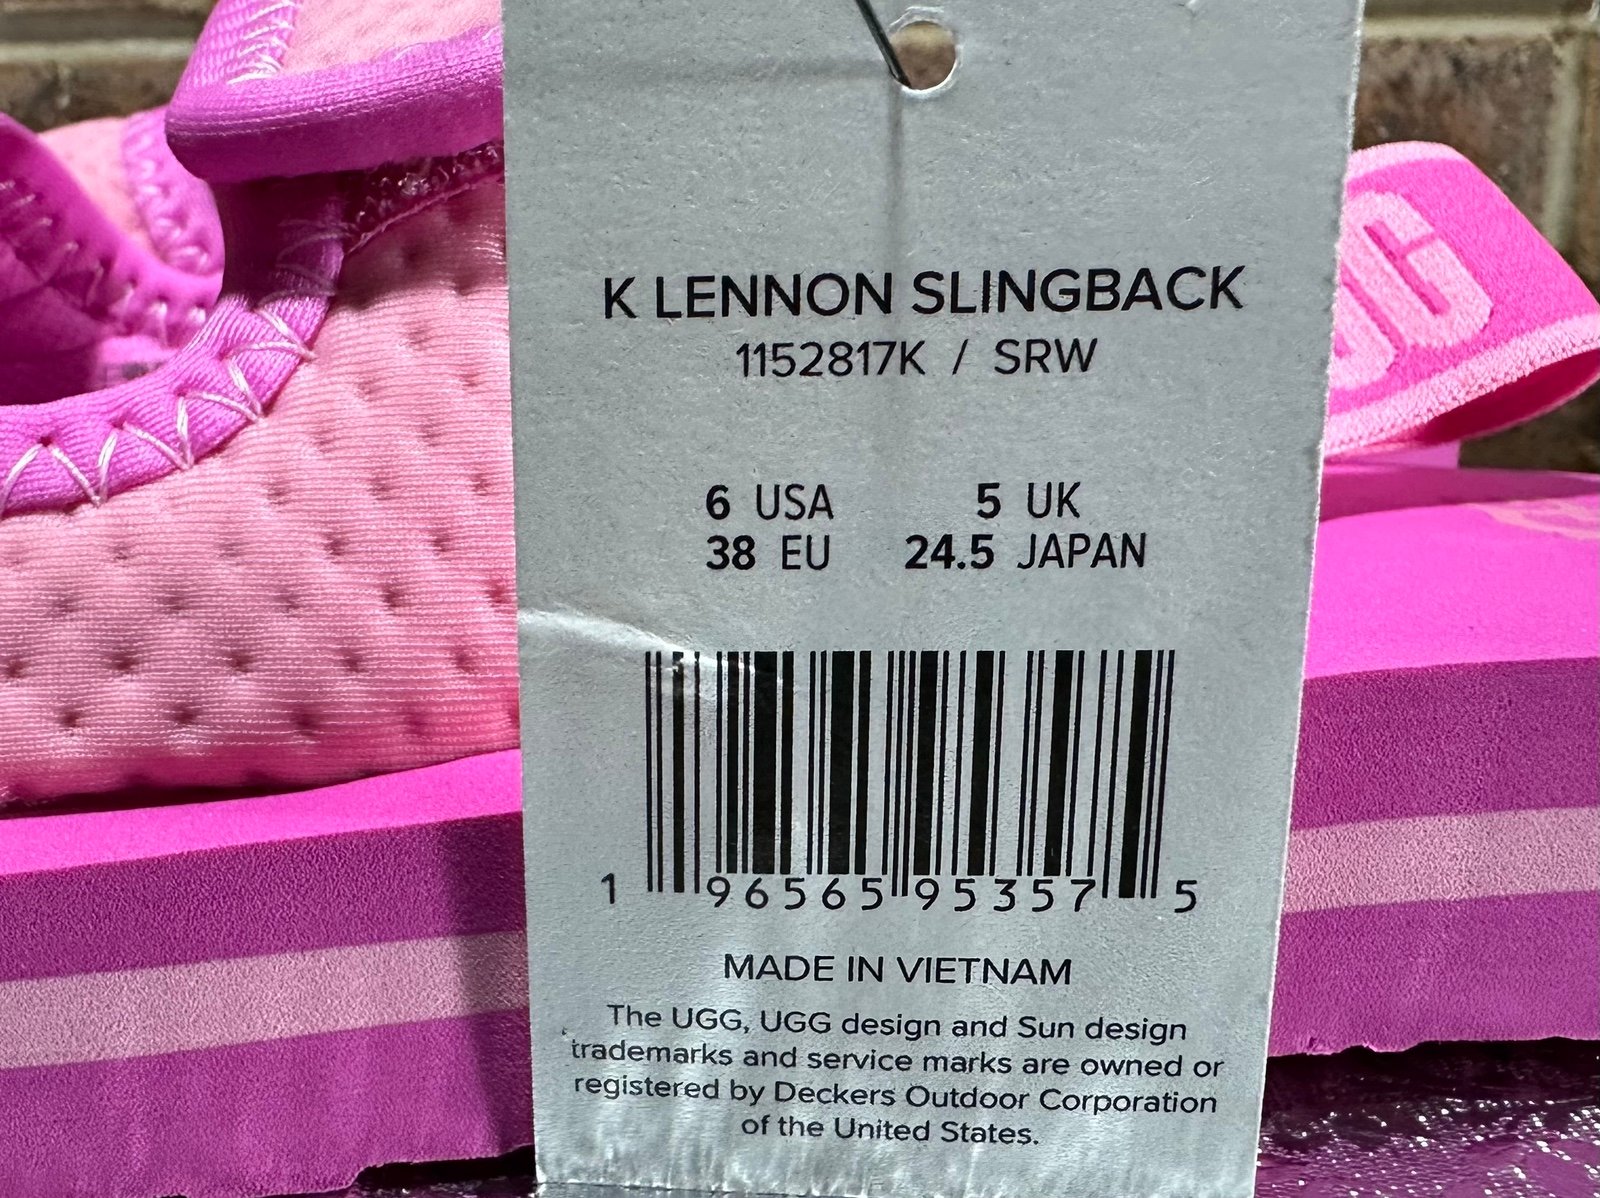 K LENNON SLINGBACK
1152817K / SRW
6 USA 5 UK
38 EU 24.5 JAPAN
1 96565 95357 5
MADE IN VIETNAM
The UGG, UGG design and Sun design
trademarks and service marks are owned or
registered by Deckers Outdoor Corporation
of the United States.